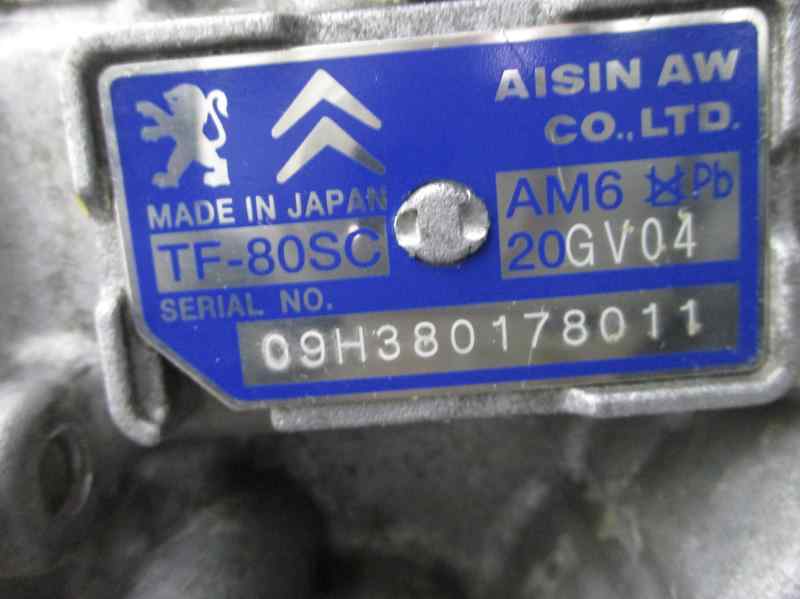 AISIN AW
CO.,LTD.
MADE IN JAPAN
AM6 Pb
TF-80SC
20GV04
SERIAL NO.
09H380178011